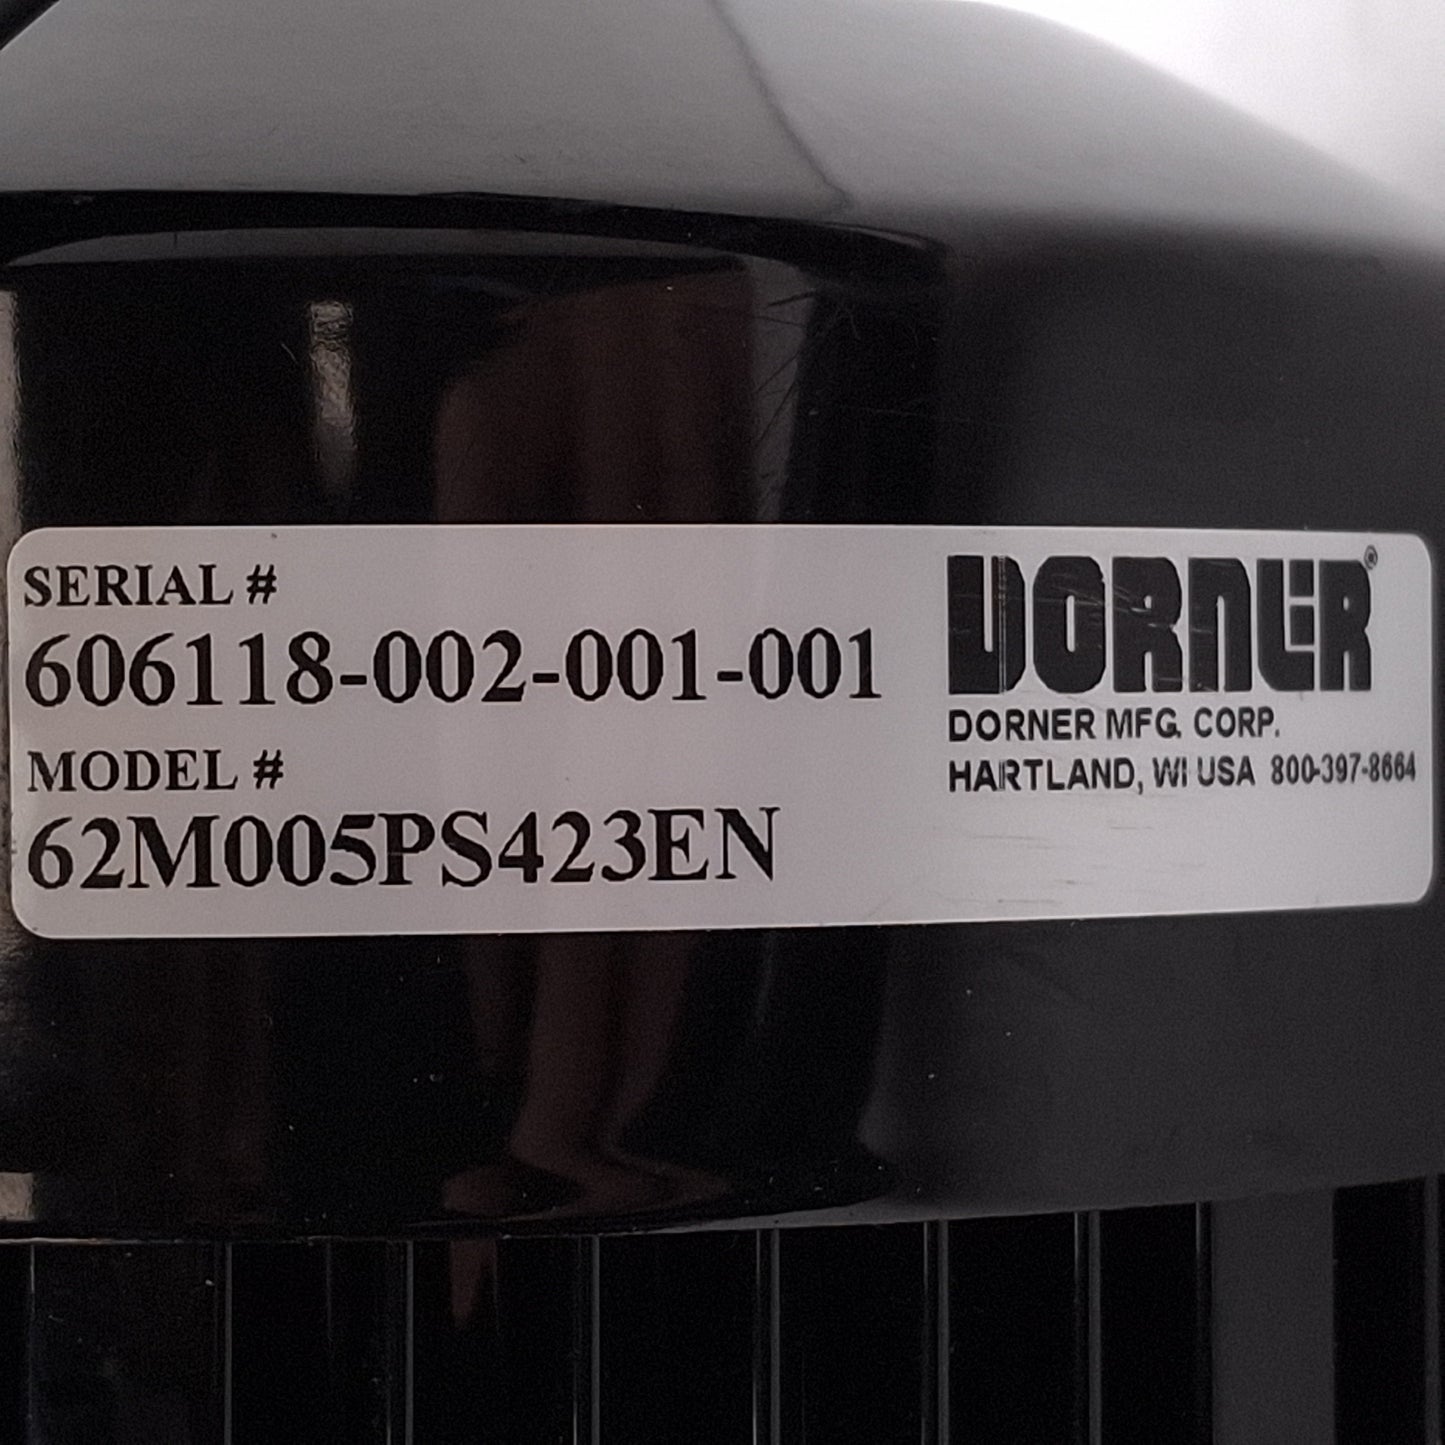 SERIAL #
606118-002-001-001
MODEL #
62M005PS423EN
DORNER®
DORNER MFG. CORP.
HARTLAND, WI USA 800-397-8664